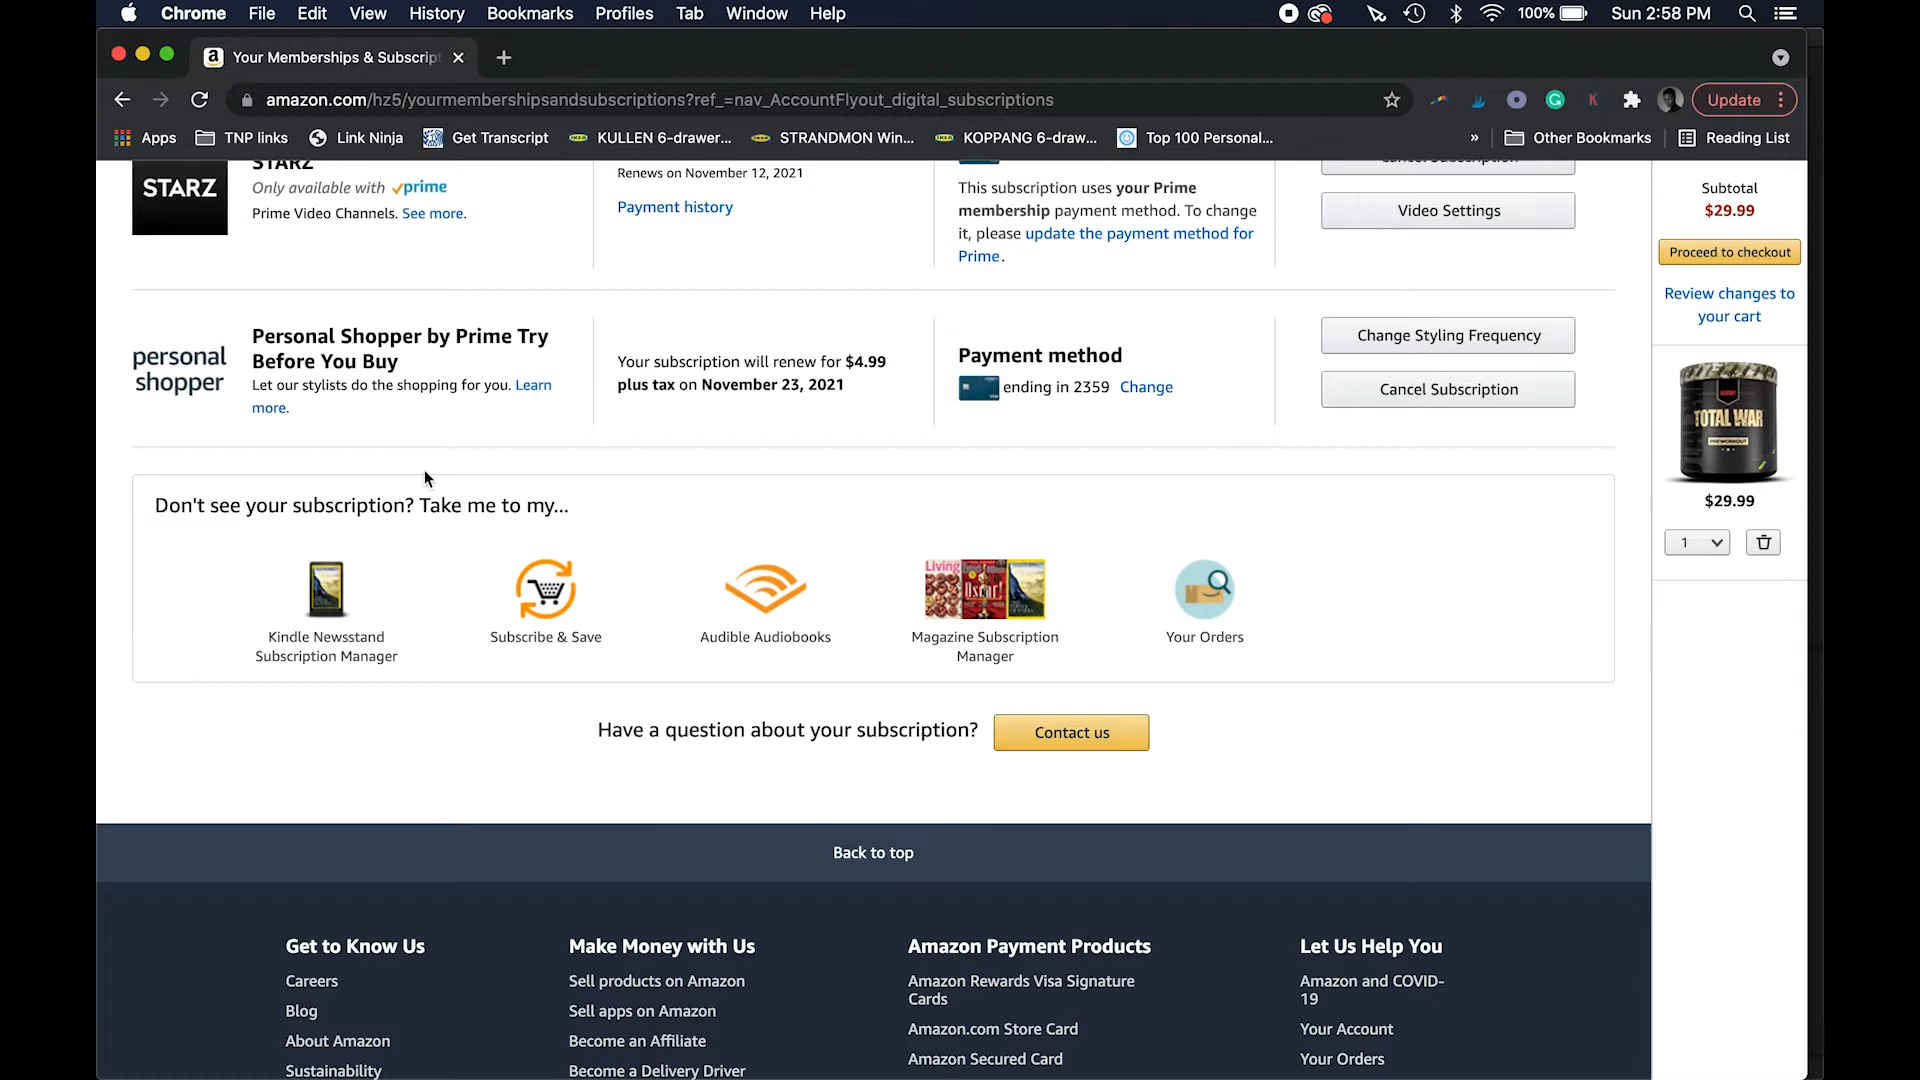 Chrome File Edit View History Bookmarks Profiles Tab Window Help 100% Sun 2:58 PM
Your Memberships & Subscript
amazon.com/hz5/yourmembershipsandsubscriptions?ref_=nav_AccountFlyout_digital_subscriptions
Update
Apps TNP links Link Ninja Get Transcript KULLEN 6-drawer... STRANDMON Win... KOPPANG 6-draw... Top 100 Personal... » Other Bookmarks Reading List
STARZ
STARZ
Only available with prime
Prime Video Channels. See more.
Renews on November 12, 2021
Payment history
This subscription uses your Prime
membership payment method. To change
it, please update the payment method for
Prime.
Cancel Subscription
Video Settings
Subtotal
$29.99
Proceed to checkout
Review changes to
your cart
personal
shopper
Personal Shopper by Prime Try
Before You Buy
Let our stylists do the shopping for you. Learn
more.
Your subscription will renew for $4.99
plus tax on November 23, 2021
Payment method
ending in 2359 Change
Change Styling Frequency
Cancel Subscription
TOTAL WAR
PREWORKOUT
$29.99
1
Don't see your subscription? Take me to my...
Living
Oscar!
Kindle Newsstand
Subscription Manager
Subscribe & Save
Audible Audiobooks
Magazine Subscription
Manager
Your Orders
Have a question about your subscription? Contact us
Back to top
Get to Know Us
Careers
Blog
About Amazon
Sustainability
Make Money with Us
Sell products on Amazon
Sell apps on Amazon
Become an Affiliate
Become a Delivery Driver
Amazon Payment Products
Amazon Rewards Visa Signature
Cards
Amazon.com Store Card
Amazon Secured Card
Let Us Help You
Amazon and COVID-
19
Your Account
Your Orders